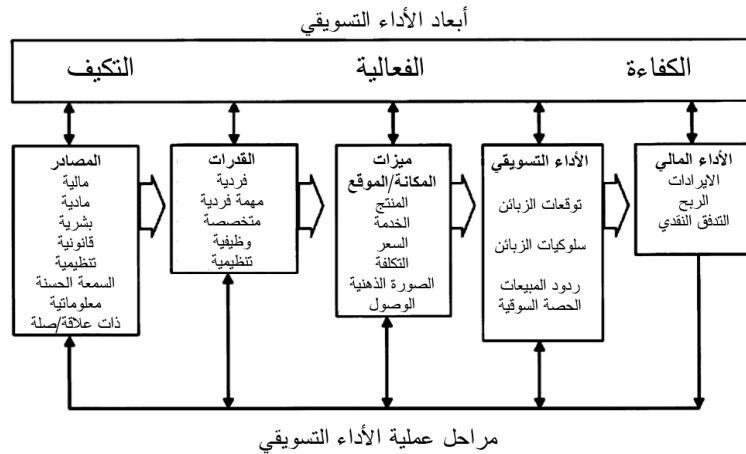 أبعاد الأداء التسويقي
الكفاءة
الفعالية
التكيف
الأداء المالي
الايرادات
الربح
التدفق النقدي
الأداء التسويقي
توقعات الزبائن
سلوكيات الزبائن
ردود المبيعات
الحصة السوقية
ميزات
المكانة/الموقع
المنتج
الخدمة
السعر
التكلفة
الصورة الذهنية
الوصول
القدرات
فردية
مهمة فردية
متخصصة
وظيفية
تنظيمية
المصادر
مالية
مادية
بشرية
قانونية
تنظيمية
السمعة الحسنة
معلوماتية
ذات علاقة/صلة
مراحل عملية الأداء التسويقي